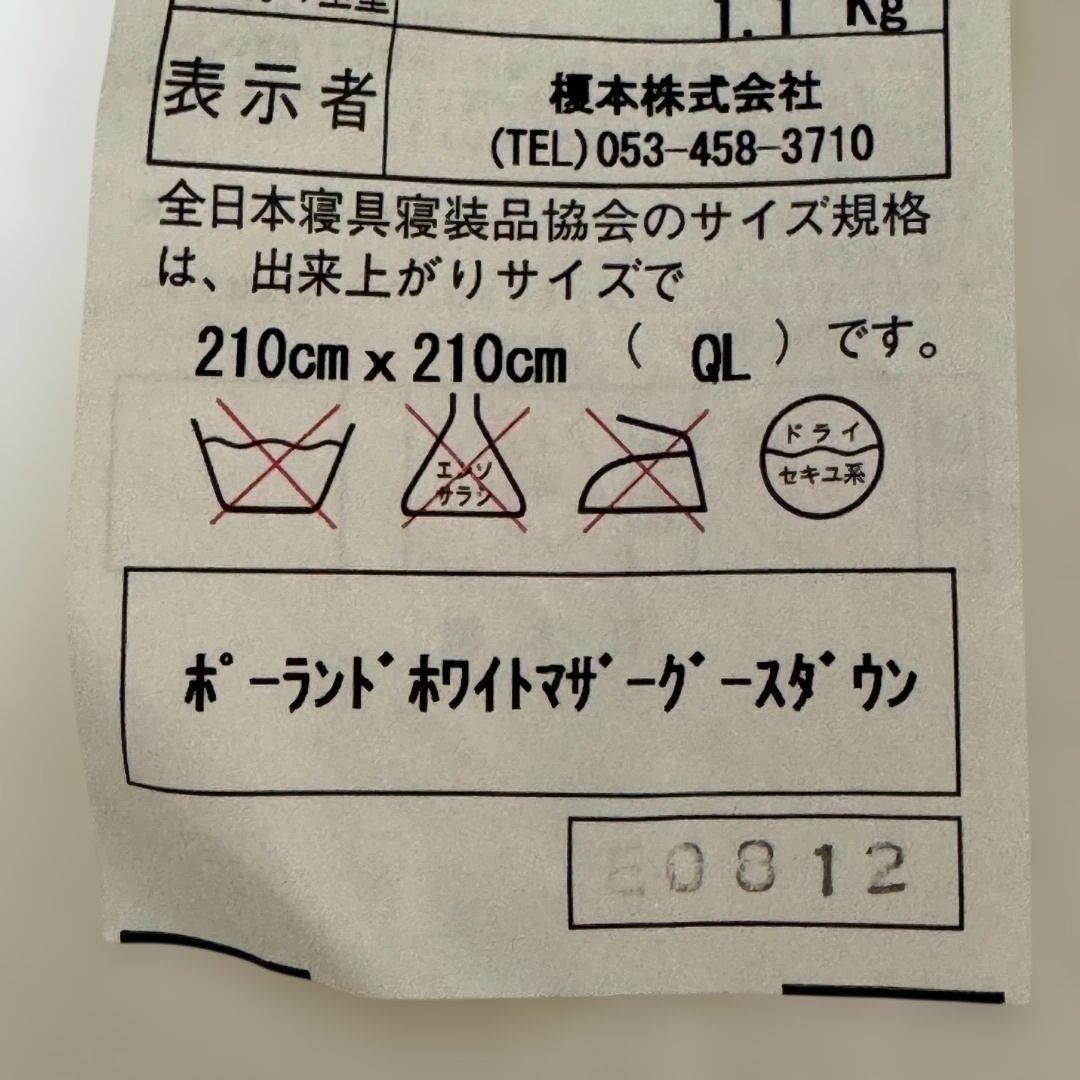 1.1 Kg
表示者
榎本株式会社
(TEL)053-458-3710
全日本寝具寝装品協会のサイズ規格
は、出来上がりサイズで
210cm x 210cm ( QL ) です。
エンソ
サラシ
ドライ
セキユ系
ﾎﾟｰﾗﾝﾄﾞﾎﾜｲﾄﾏｻﾞｰｸﾞｰｽﾀﾞｳﾝ
E0812